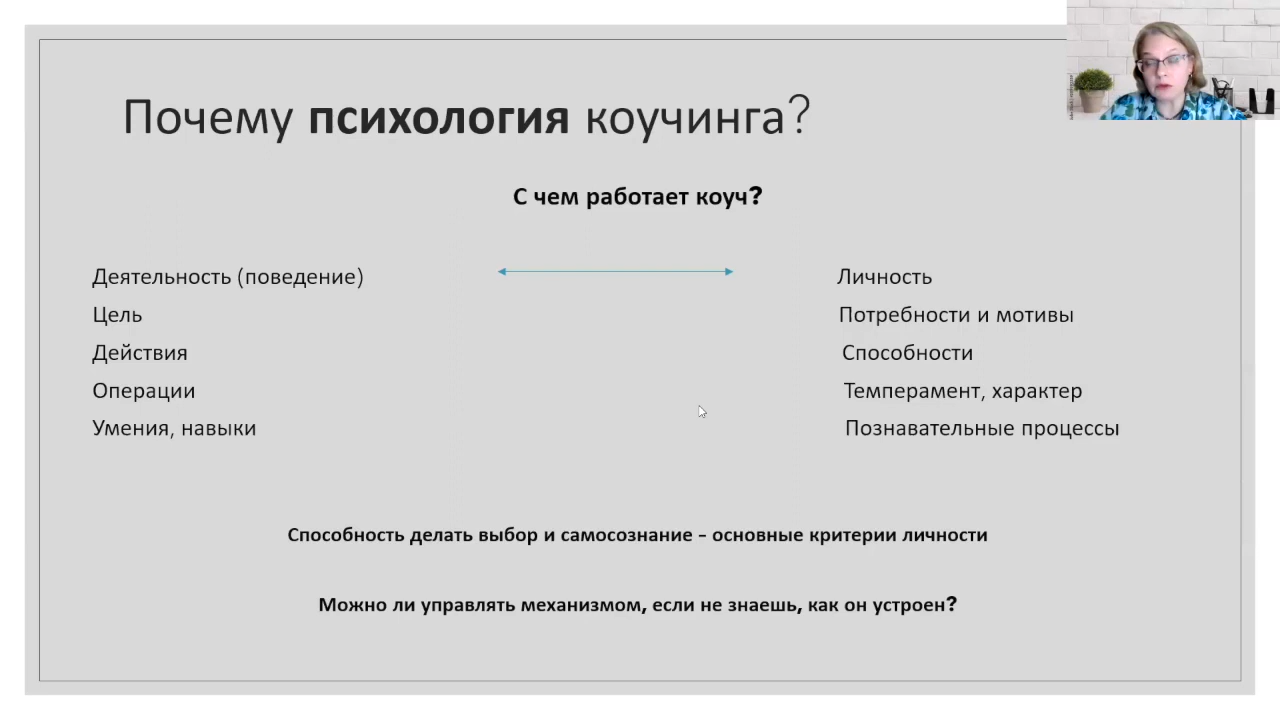 Почему психология коучинга?
С чем работает коуч?
Деятельность (поведение) Личность
Цель Потребности и мотивы
Действия Способности
Операции Темперамент, характер
Умения, навыки Познавательные процессы
Способность делать выбор и самосознание – основные критерии личности
Можно ли управлять механизмом, если не знаешь, как он устроен?